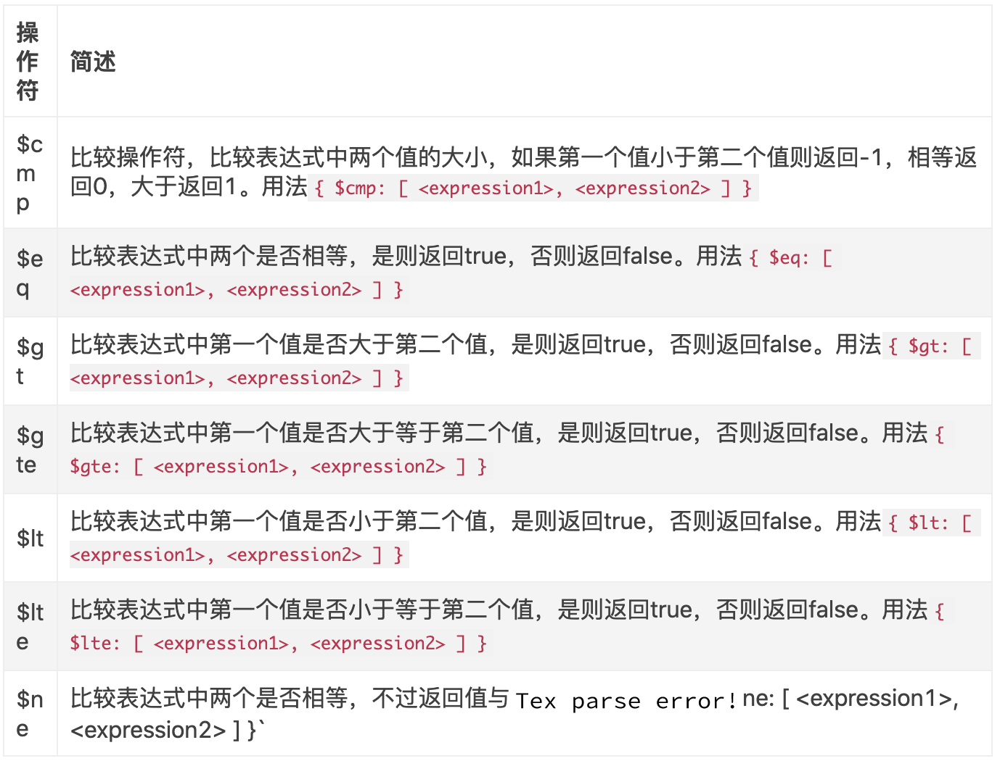 操
作
符
简述
$c
m
p
比较操作符，比较表达式中两个值的大小，如果第一个值小于第二个值则返回-1，相等返
回0，大于返回1。用法{ $cmp: [ <expression1>, <expression2> ] }
$e
q
比较表达式中两个是否相等，是则返回true，否则返回false。用法{ $eq: [
<expression1>, <expression2> ] }
$g
t
比较表达式中第一个值是否大于第二个值，是则返回true，否则返回false。用法{ $gt: [
<expression1>, <expression2> ] }
$g
te
比较表达式中第一个值是否大于等于第二个值，是则返回true，否则返回false。用法{
$gte: [ <expression1>, <expression2> ] }
$lt
比较表达式中第一个值是否小于第二个值，是则返回true，否则返回false。用法{ $lt: [
<expression1>, <expression2> ] }
$lt
e
比较表达式中第一个值是否小于等于第二个值，是则返回true，否则返回false。用法{
$lte: [ <expression1>, <expression2> ] }
$n
e
比较表达式中两个是否相等，不过返回值与 Tex parse error! ne: [ <expression1>,
<expression2> ] }`